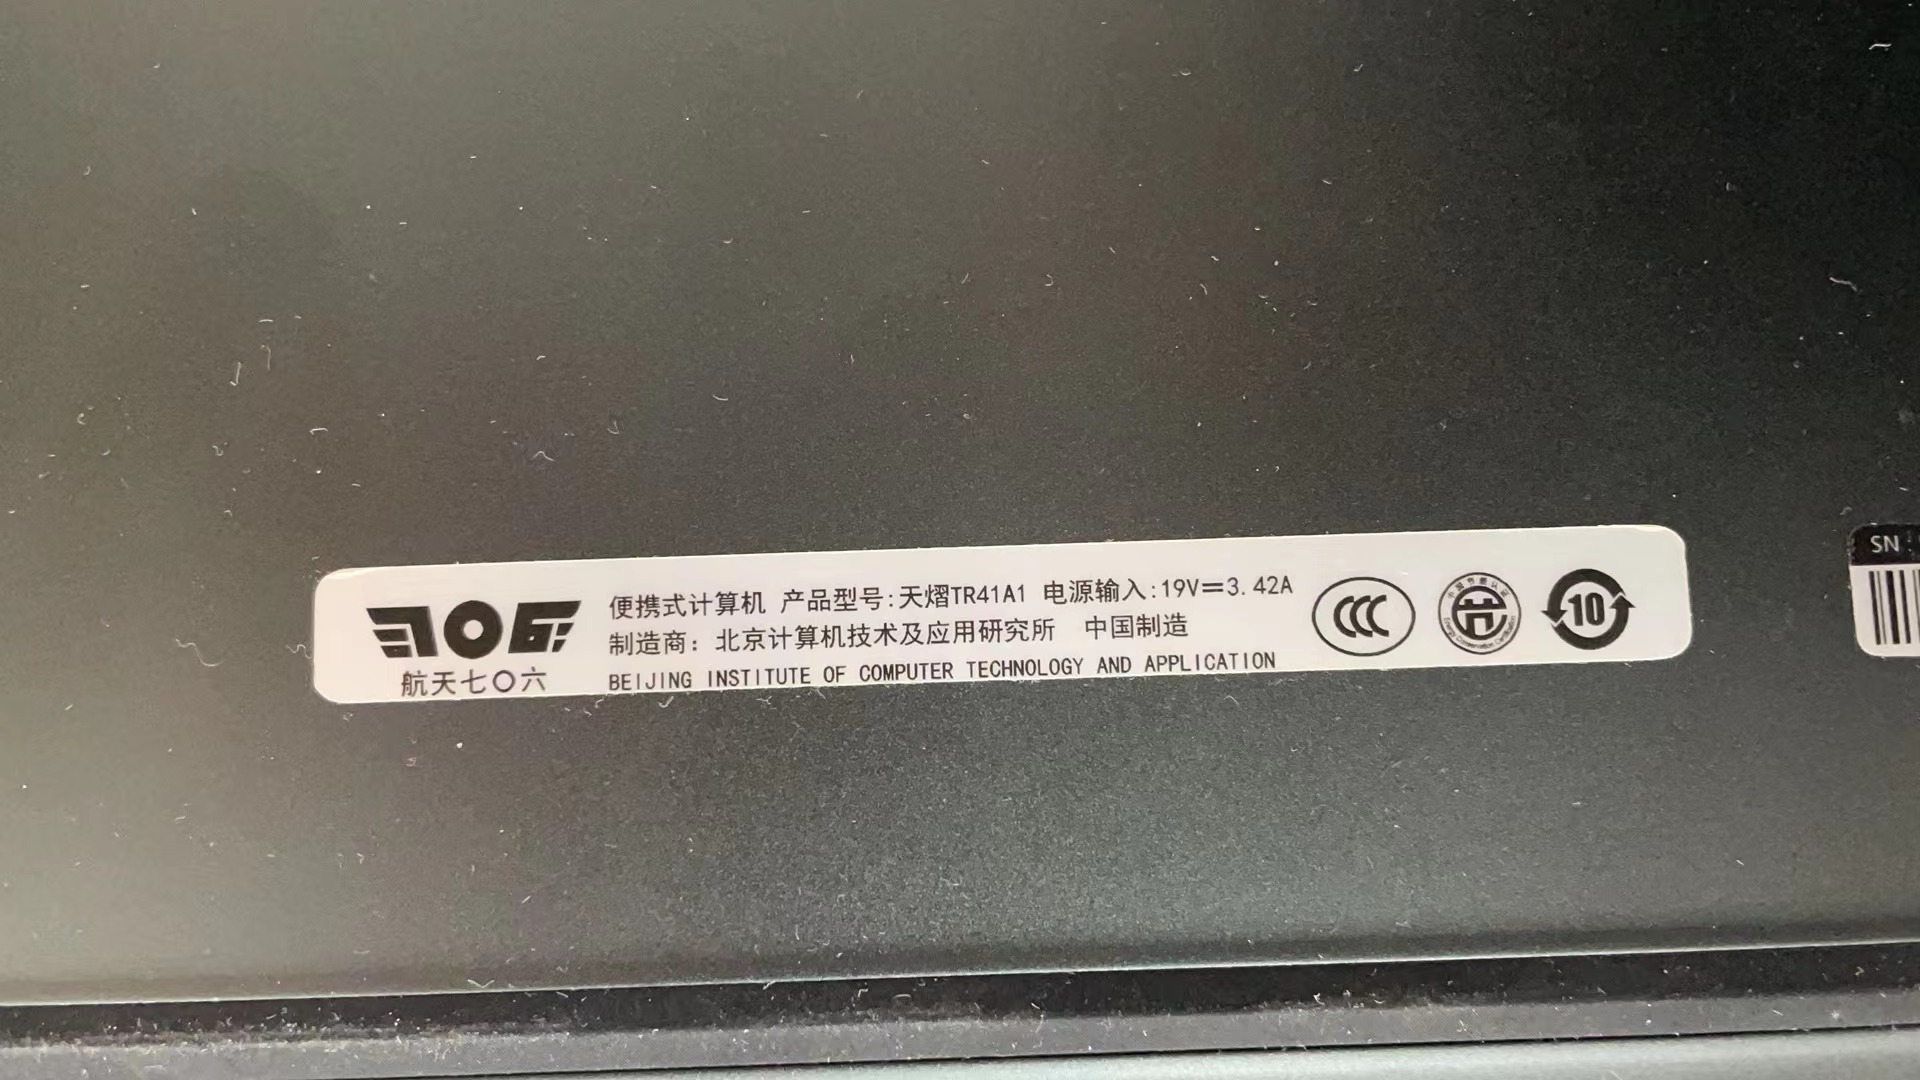 706
航天七〇六
便携式计算机 产品型号:天熠TR41A1 电源输入:19V⎓3.42A
制造商：北京计算机技术及应用研究所 中国制造
BEIJING INSTITUTE OF COMPUTER TECHNOLOGY AND APPLICATION
CCC
10
SN